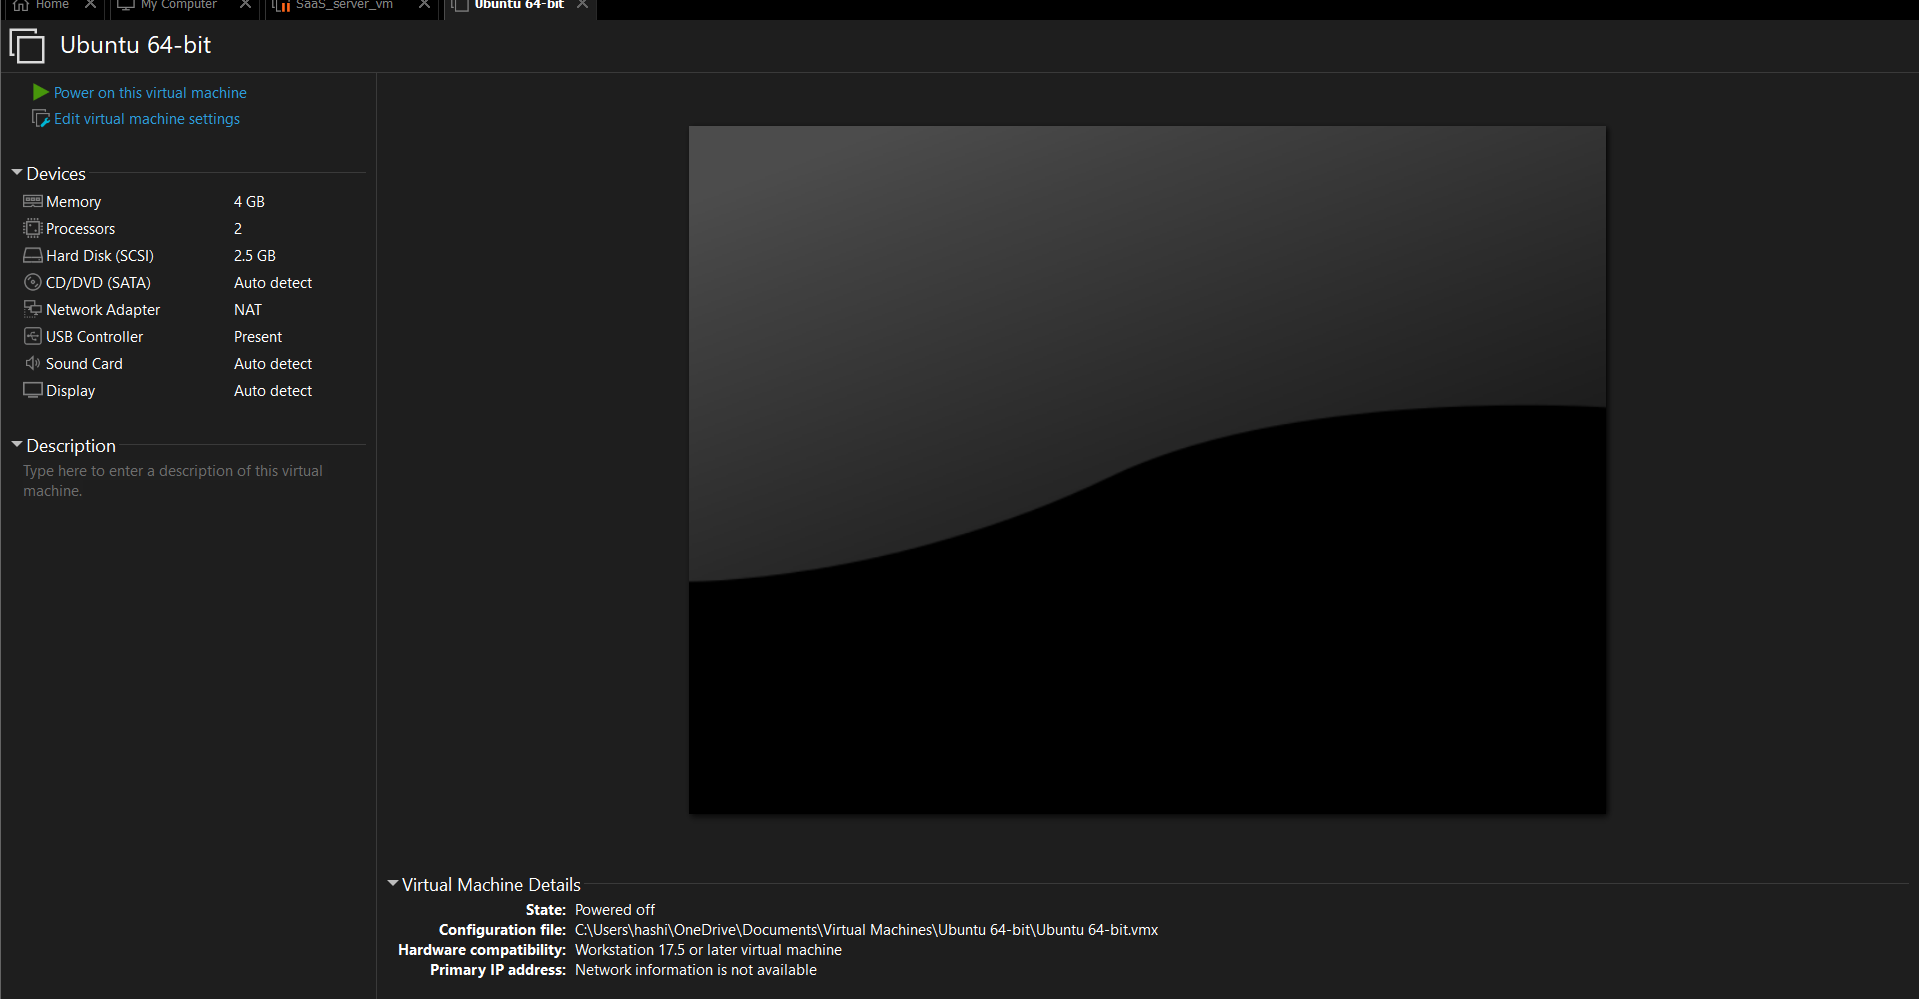 Home
My Computer
SaaS_server_vm
Ubuntu 64-bit
Ubuntu 64-bit
Power on this virtual machine
Edit virtual machine settings
Devices
Memory 4 GB
Processors 2
Hard Disk (SCSI) 2.5 GB
CD/DVD (SATA) Auto detect
Network Adapter NAT
USB Controller Present
Sound Card Auto detect
Display Auto detect
Description
Type here to enter a description of this virtual
machine.
Virtual Machine Details
State: Powered off
Configuration file: C:\Users\hashi\OneDrive\Documents\Virtual Machines\Ubuntu 64-bit\Ubuntu 64-bit.vmx
Hardware compatibility: Workstation 17.5 or later virtual machine
Primary IP address: Network information is not available